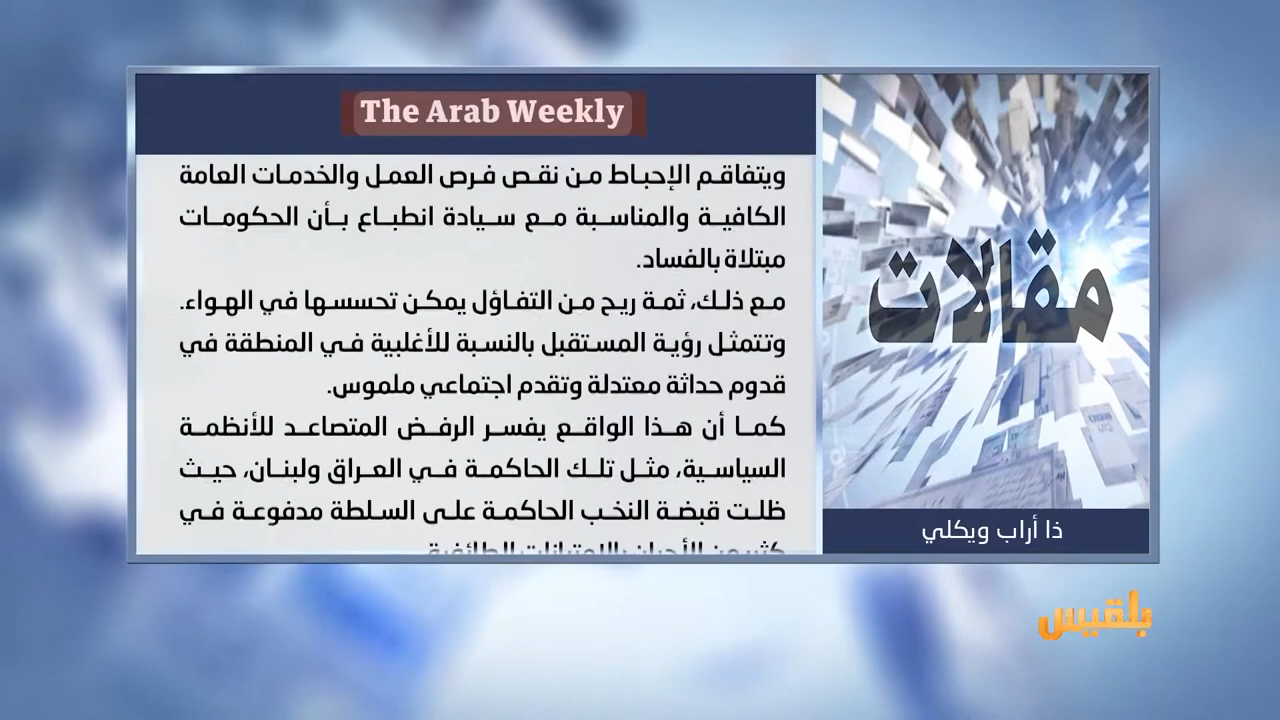 The Arab Weekly
ويتفاقم الإحباط من نقص فرص العمل والخدمات العامة
الكافية والمناسبة مع سيادة انطباع بأن الحكومات
مبتلاة بالفساد.
مع ذلك، ثمة ريح من التفاؤل يمكن تحسسها في الهواء.
وتتمثل رؤية المستقبل بالنسبة للأغلبية في المنطقة في
قدوم حداثة معتدلة وتقدم اجتماعي ملموس.
كما أن هذا الواقع يفسر الرفض المتصاعد للأنظمة
السياسية، مثل تلك الحاكمة في العراق ولبنان، حيث
ظلت قبضة النخب الحاكمة على السلطة مدفوعة في
مقالات
ذا أراب ويكلي
بلقيس